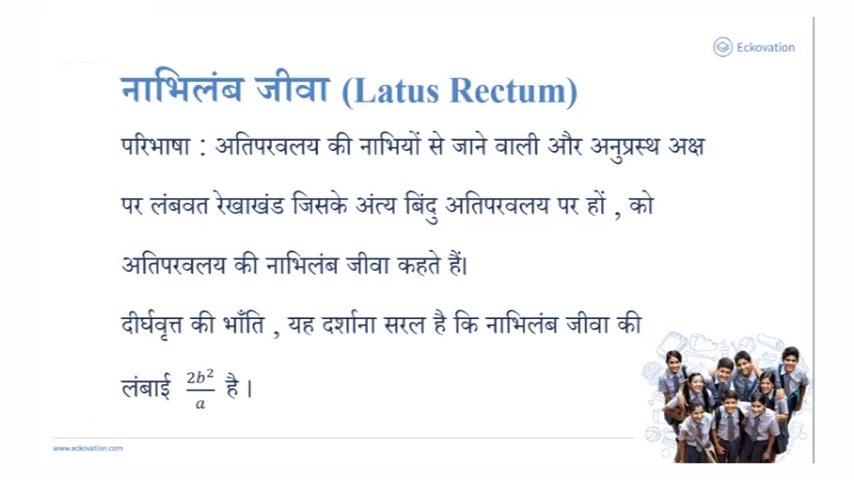 Eckovation
नाभिलंब जीवा (Latus Rectum)
परिभाषा : अतिपरवलय की नाभियों से जाने वाली और अनुप्रस्थ अक्ष
पर लंबवत रेखाखंड जिसके अंत्य बिंदु अतिपरवलय पर हों , को
अतिपरवलय की नाभिलंब जीवा कहते हैं।
दीर्घवृत्त की भाँति , यह दर्शाना सरल है कि नाभिलंब जीवा की
लंबाई 2b²/a है ।
www.eckovation.com